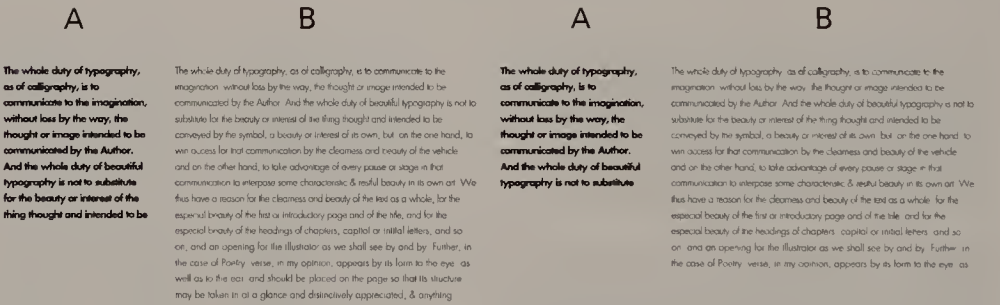 A
The whole duty of typography,
as of calligraphy, is to
communicate to the imagination,
without loss by the way, the
thought or image intended to be
communicated by the Author.
And the whole duty of beautiful
typography is not to substitute
for the beauty or interest of the
thing thought and intended to be
B
The whole duty of typography, as of calligraphy, is to communicate to the
imagination without loss by the way, the thought or image intended to be
communicated by the Author And the whole duty of beautiful typography is not to
substitute for the beauty or interest of the thing thought and intended to be
conveyed by the symbol, a beauty or interest of its own, but on the one hand, to
win access for that communication by the clearness and beauty of the vehicle
and on the other hand, to take advantage of every pause or stage in that
communication to interpose some characteristic & restful beauty in its own art We
thus have a reason for the clearness and beauty of the text as a whole, for the
especial beauty of the first or introductory page and of the title, and for the
especial beauty of the headings of chapters, capital or initial letters, and so
on, and an opening for the illustrator as we shall see by and by Further, in
the case of Poetry verse, in my opinion, appears by its form to the eye as
well as to the ear and should be placed on the page so that its structure
may be taken in at a glance and distinctively appreciated, & anything
A
The whole duty of typography,
as of calligraphy, is to
communicate to the imagination,
without loss by the way, the
thought or image intended to be
communicated by the Author.
And the whole duty of beautiful
typography is not to substitute
B
The whole duty of typography as of calligraphy, is to communicate to the
imagination without loss by the way the thought or image intended to be
communicated by the Author And the whole duty of beautiful typography is not to
substitute for the beauty or interest of the thing thought and intended to be
conveyed by the symbol, a beauty or interest of its own but on the one hand to
win access for that communication by the clearness and beauty of the vehicle
and on the other hand, to take advantage of every pause or stage in that
communication to interpose some characteristic & restful beauty in its own art We
thus have a reason for the clearness and beauty of the text as a whole for the
especial beauty of the first or introductory page and of the title and for the
especial beauty of the headings of chapters capital or initial letters and so
on and an opening for the illustrator as we shall see by and by Further in
the case of Poetry verse, in my opinion, appears by its form to the eye as